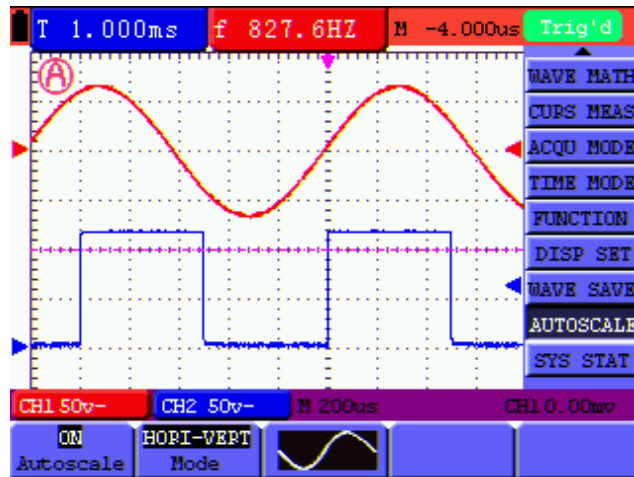 T 1.000ms f 827.6HZ M -4.000us Trig'd
A
WAVE MATH
CURS MEAS
ACQU MODE
TIME MODE
FUNCTION
DISP SET
WAVE SAVE
AUTOSCALE
SYS STAT
CH1 50v~ CH2 50v~ M 200us CH1 0.00mv
ON
Autoscale
HORI-VERT
Mode